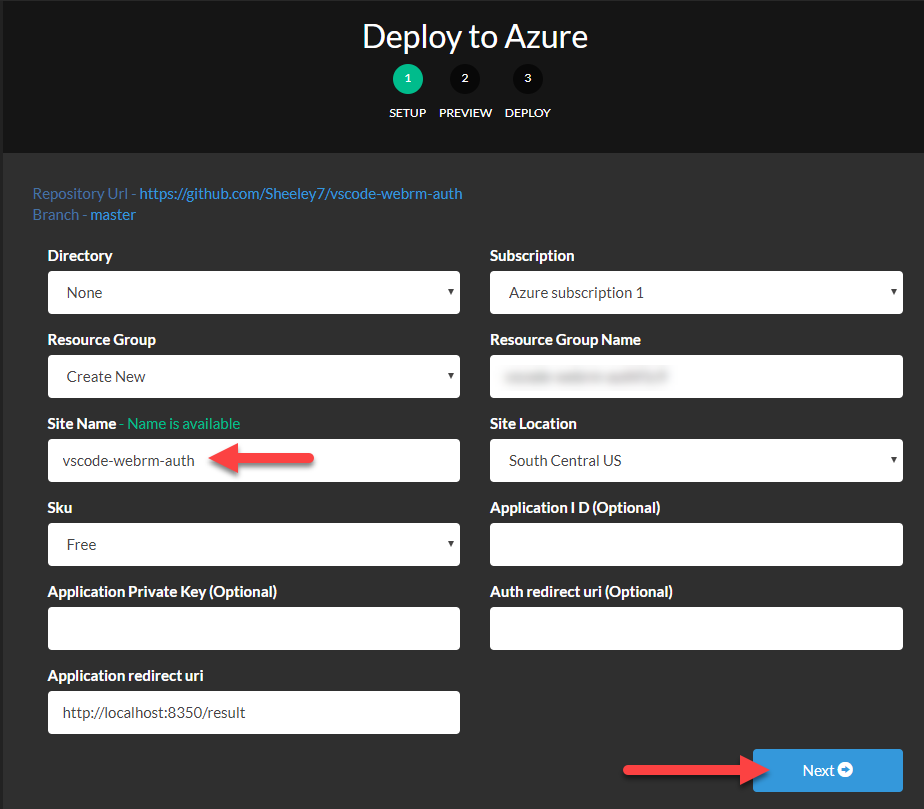 Deploy to Azure
1 2 3
SETUP PREVIEW DEPLOY
Repository Url - https://github.com/Sheeley7/vscode-webrm-auth
Branch - master
Directory Subscription
None Azure subscription 1
Resource Group Resource Group Name
Create New
Site Name - Name is available Site Location
vscode-webrm-auth South Central US
Sku Application I D (Optional)
Free
Application Private Key (Optional) Auth redirect uri (Optional)
Application redirect uri
http://localhost:8350/result
Next